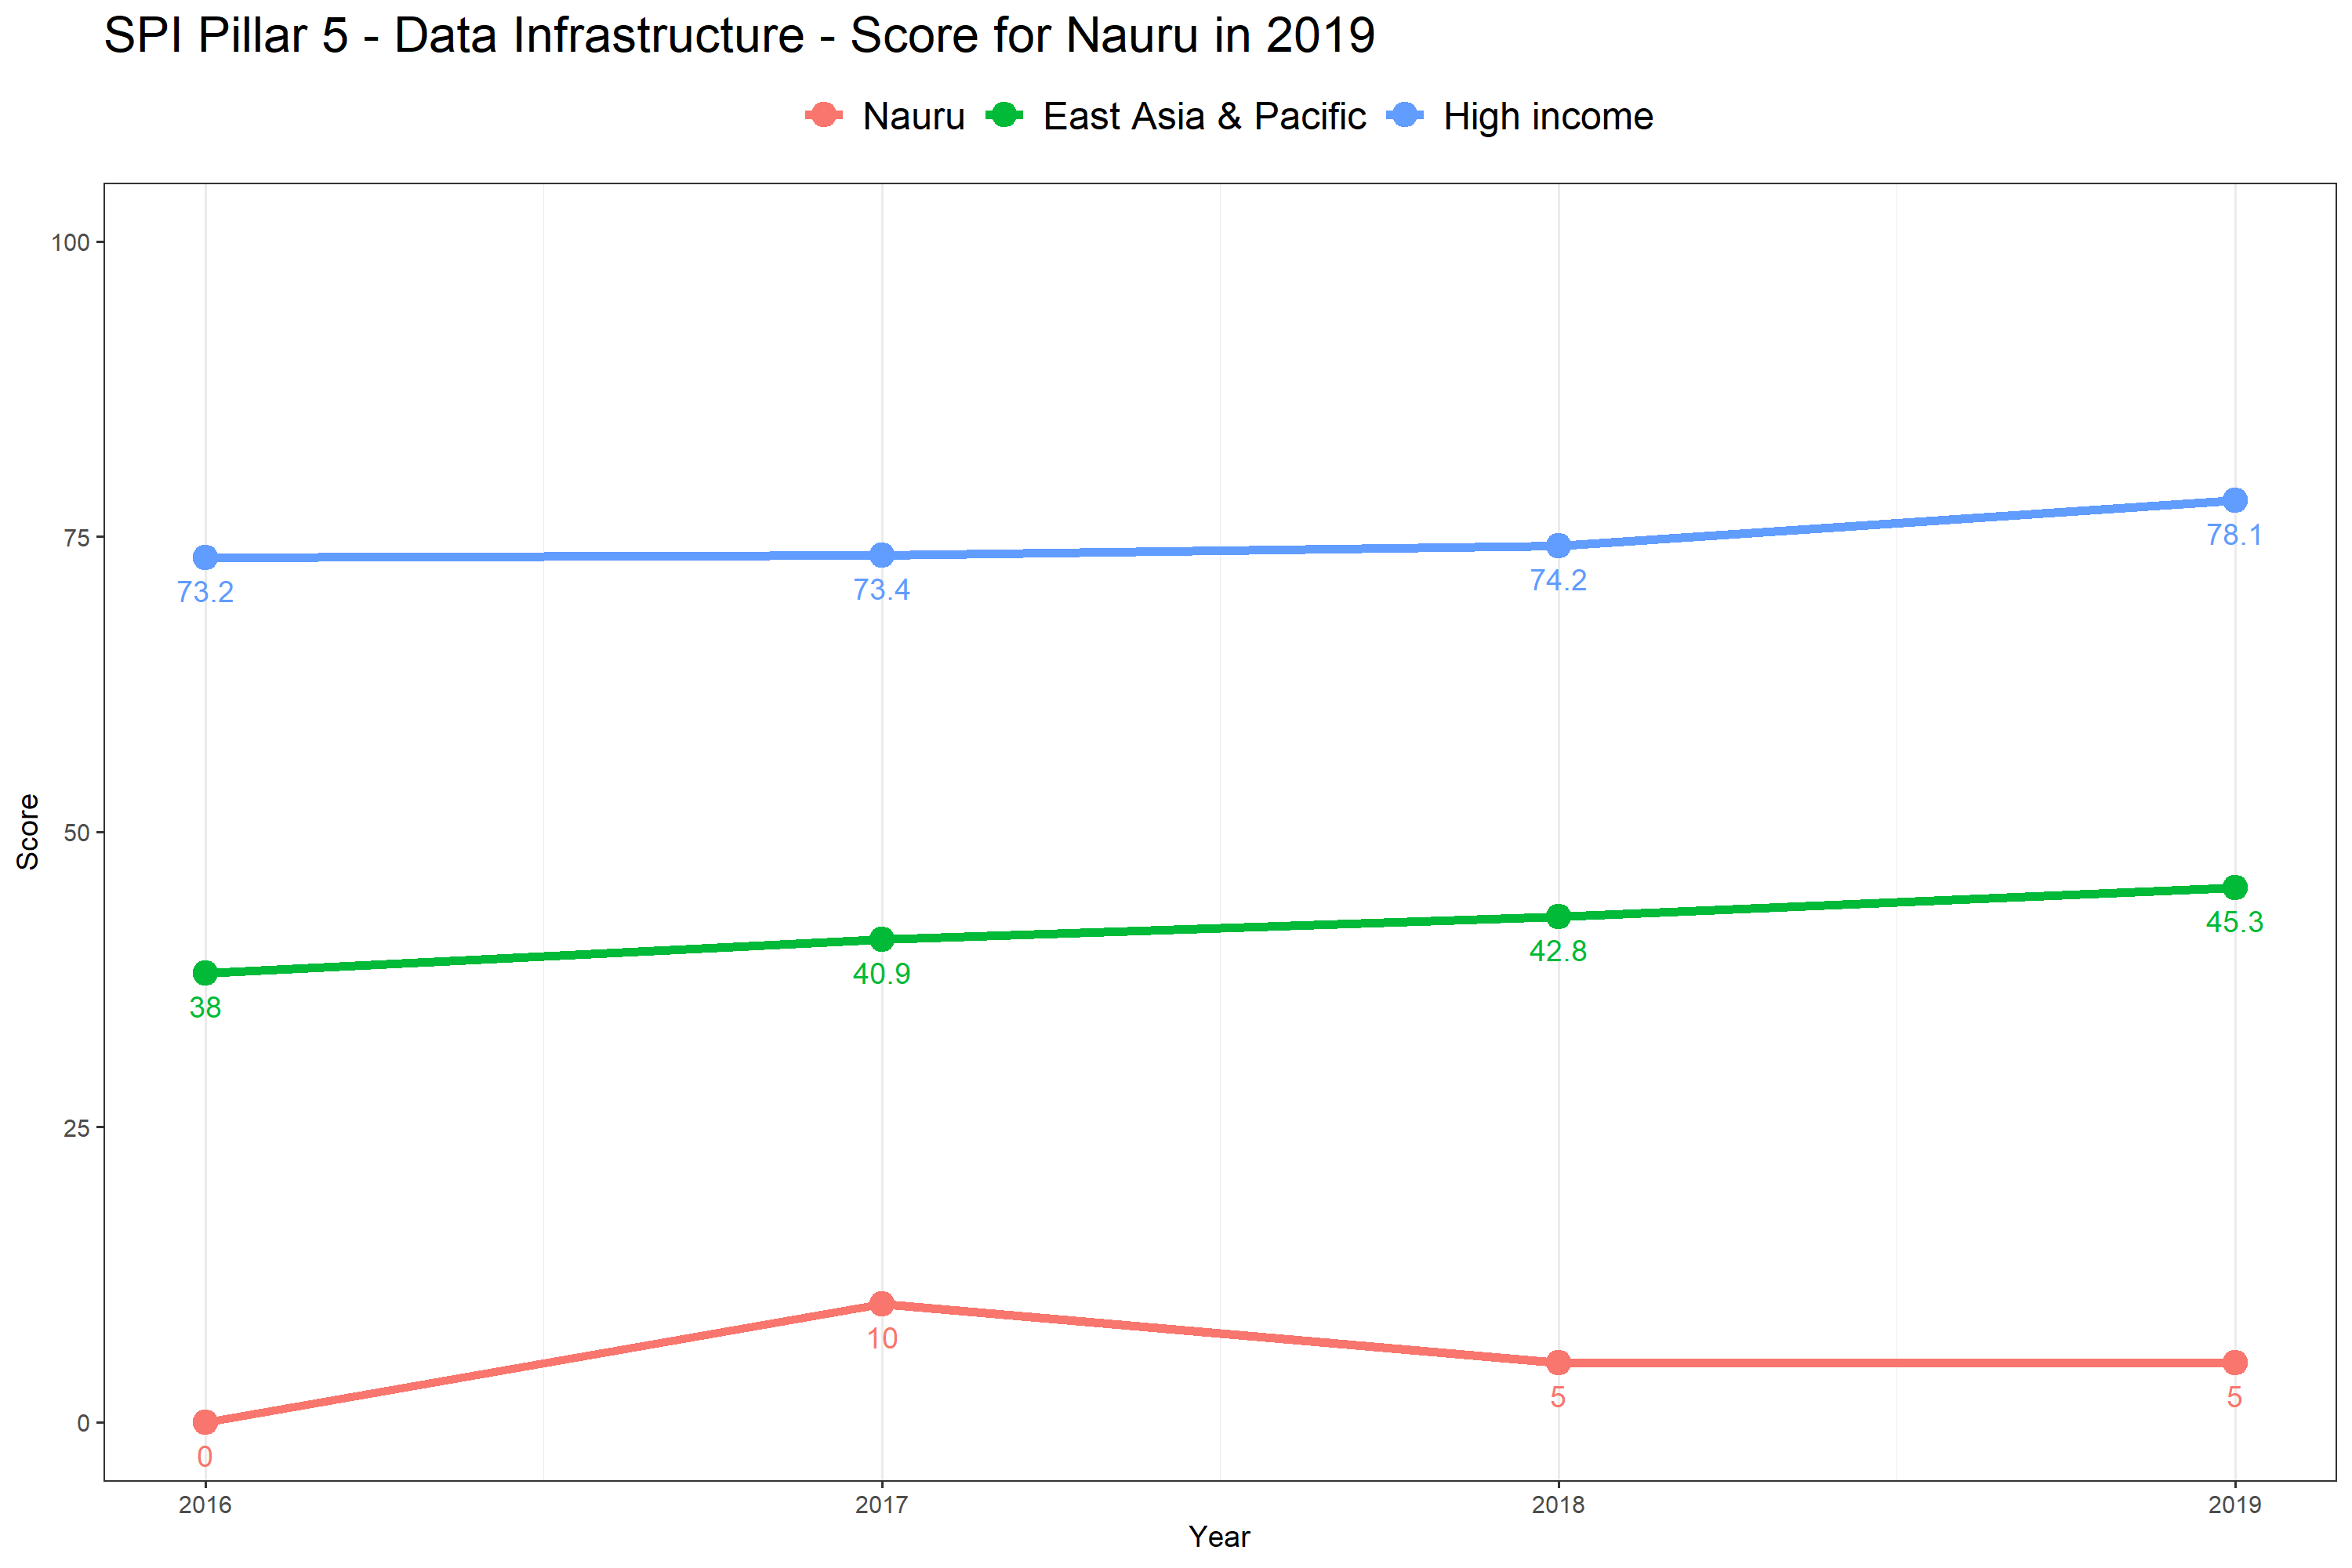 SPI Pillar 5 - Data Infrastructure - Score for Nauru in 2019
Nauru East Asia & Pacific High income
100
75
50
25
0
Score
73.2 73.4 74.2 78.1
38 40.9 42.8 45.3
0 10 5 5
2016 2017 2018 2019
Year